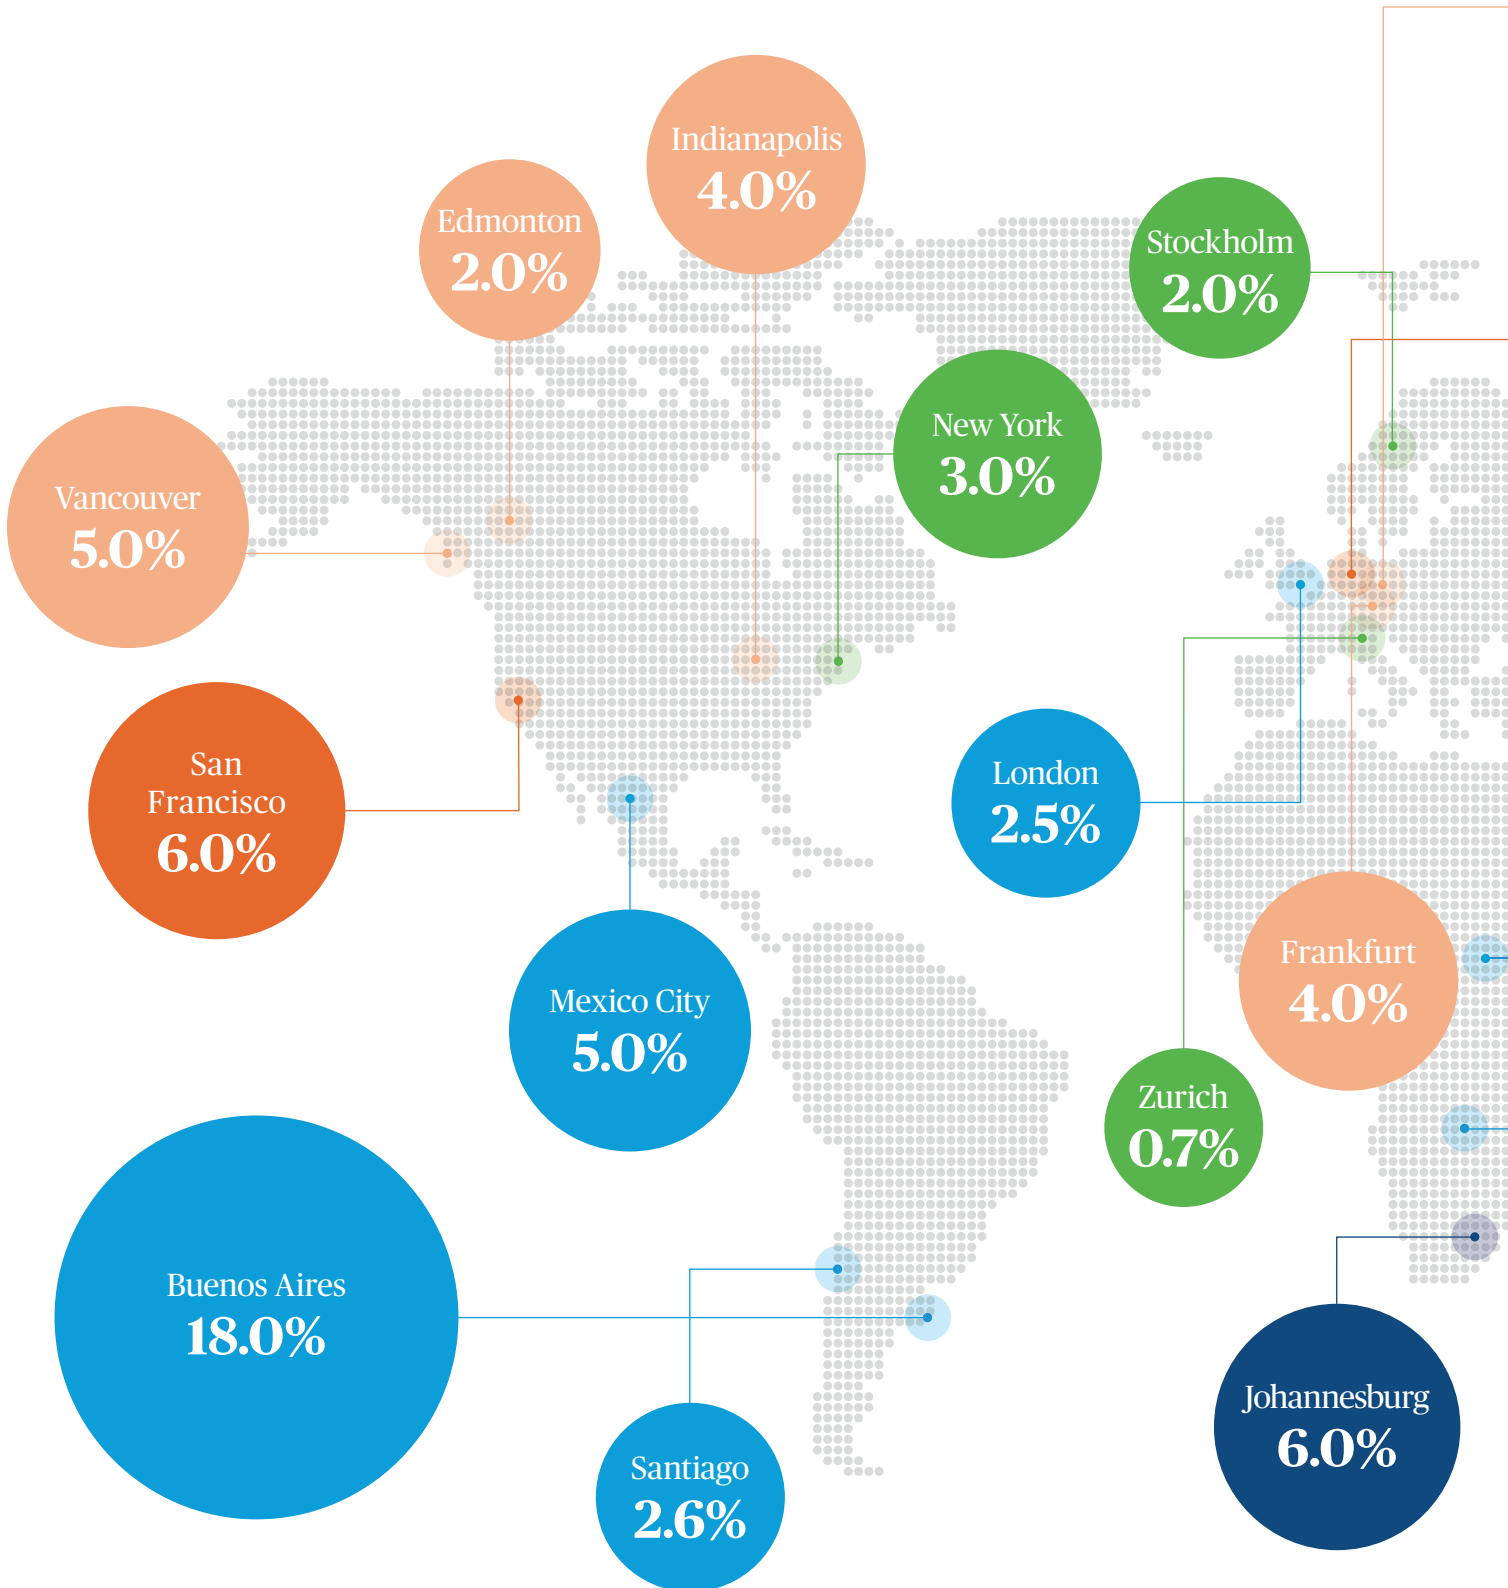 Indianapolis
4.0%
Edmonton
2.0%
Stockholm
2.0%
New York
3.0%
Vancouver
5.0%
San
Francisco
6.0%
London
2.5%
Mexico City
5.0%
Frankfurt
4.0%
Zurich
0.7%
Buenos Aires
18.0%
Johannesburg
6.0%
Santiago
2.6%